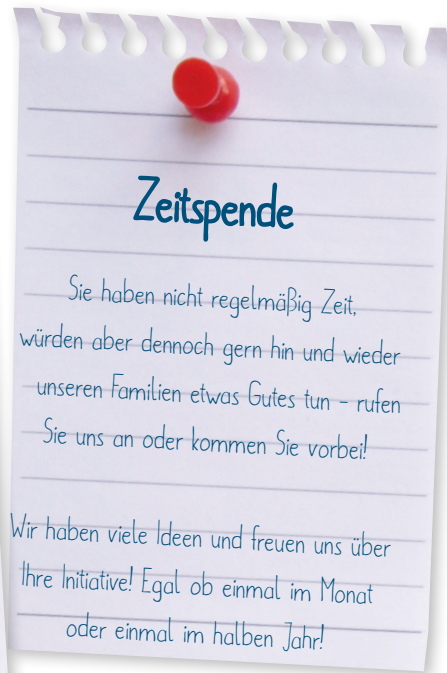 Zeitspende
Sie haben nicht regelmäßig Zeit,
würden aber dennoch gern hin und wieder
unseren Familien etwas Gutes tun – rufen
Sie uns an oder kommen Sie vorbei!
Wir haben viele Ideen und freuen uns über
Ihre Initiative! Egal ob einmal im Monat
oder einmal im halben Jahr!